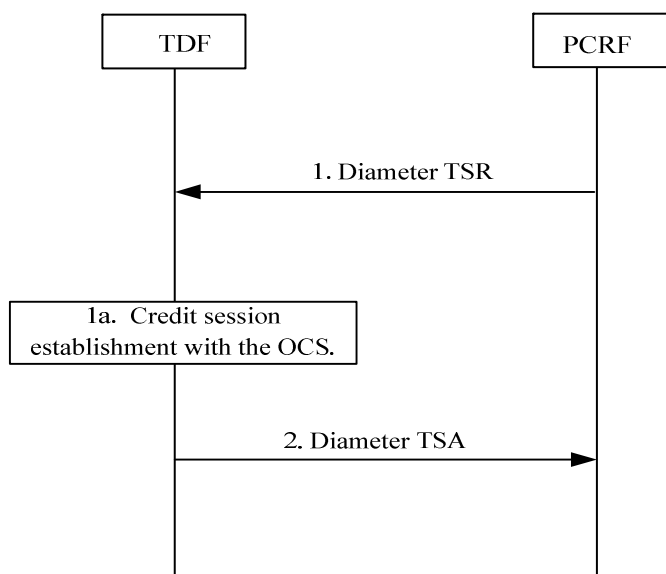 TDF
PCRF
1. Diameter TSR
1a. Credit session
establishment with the OCS.
2. Diameter TSA